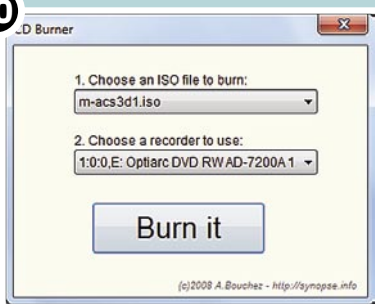 CD Burner
1. Choose an ISO file to burn:
m-acs3d1.iso
2. Choose a recorder to use:
1:0:0,E: Optiarc DVD RW AD-7200A 1
Burn it
(c)2008 A.Bouchez - http://synopse.info